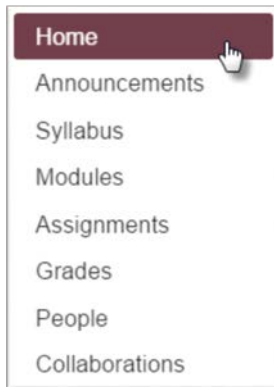 Home
Announcements
Syllabus
Modules
Assignments
Grades
People
Collaborations